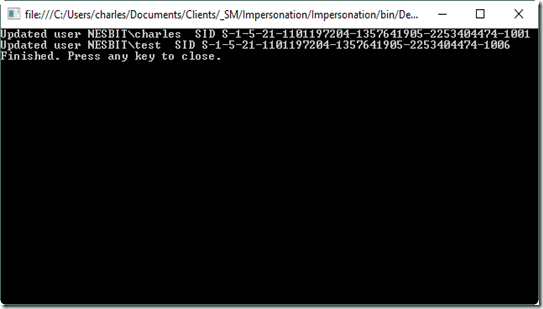 file:///C:/Users/charles/Documents/Clients/_SM/Impersonation/Impersonation/bin/De...
Updated user NESBIT\charles  SID S-1-5-21-1101197204-1357641905-2253404474-1001
Updated user NESBIT\test  SID S-1-5-21-1101197204-1357641905-2253404474-1006
Finished. Press any key to close.